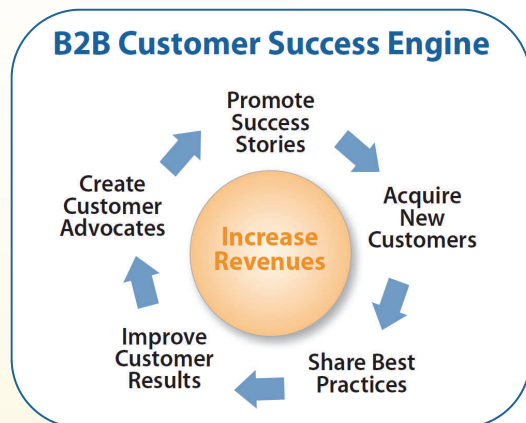 B2B Customer Success Engine
Promote
Success
Stories
Acquire
New
Customers
Share Best
Practices
Improve
Customer
Results
Create
Customer
Advocates
Increase
Revenues